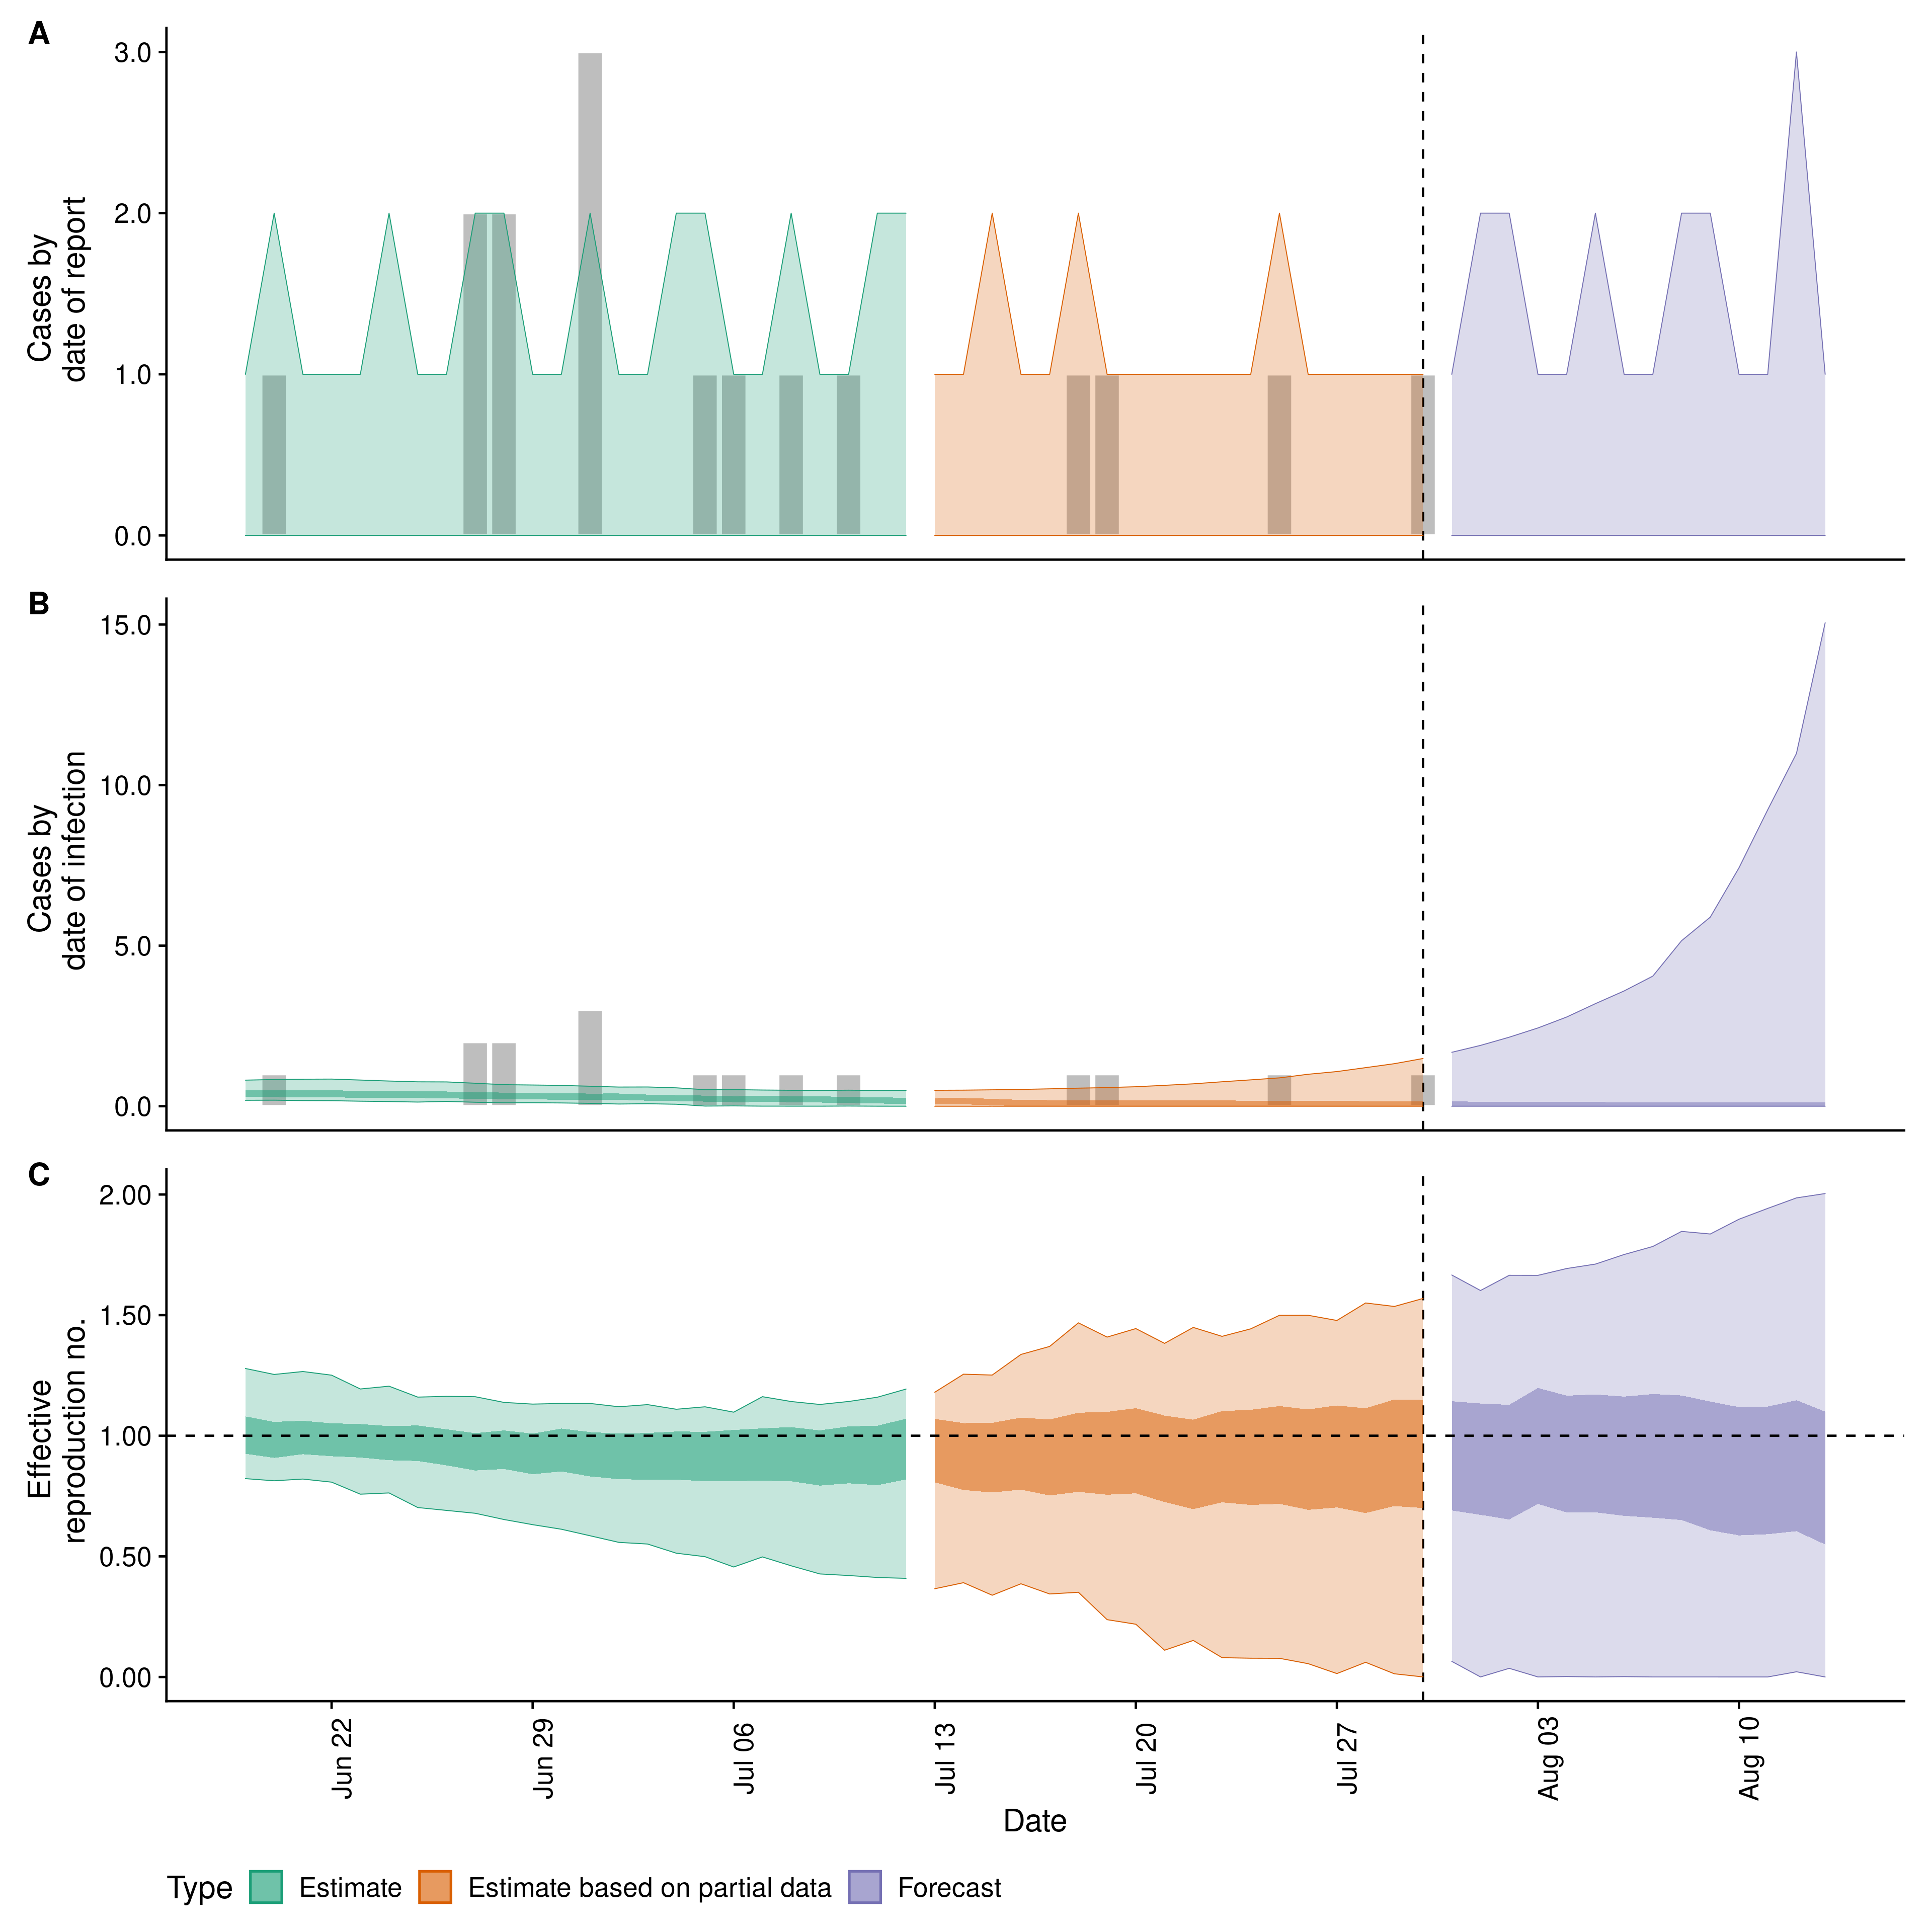 A
3.0
2.0
1.0
0.0
Cases by
date of report
B
15.0
10.0
5.0
0.0
Cases by
date of infection
C
2.00
1.50
1.00
0.50
0.00
Effective
reproduction no.
Jun 22
Jun 29
Jul 06
Jul 13
Jul 20
Jul 27
Aug 03
Aug 10
Date
Type Estimate Estimate based on partial data Forecast